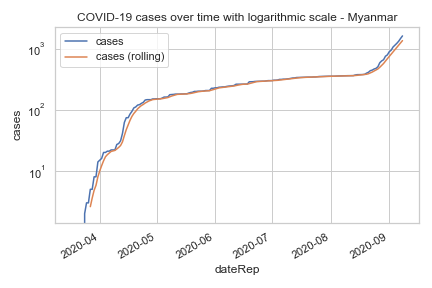 COVID-19 cases over time with logarithmic scale - Myanmar
cases
cases (rolling)
10³
10²
10¹
cases
2020-04
2020-05
2020-06
2020-07
2020-08
2020-09
dateRep